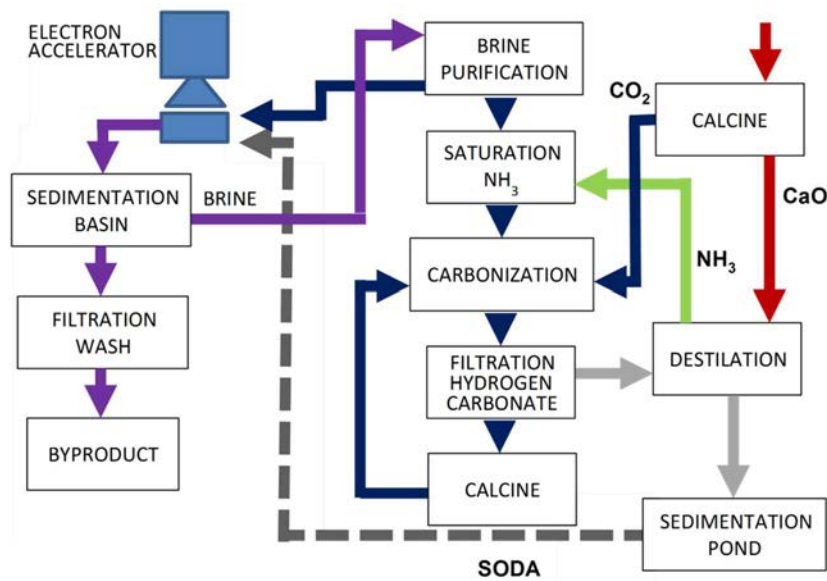 ELECTRON
ACCELERATOR
BRINE
PURIFICATION
CO2
CALCINE
SATURATION
NH3
SEDIMENTATION
BASIN
BRINE
CaO
NH3
CARBONIZATION
FILTRATION
WASH
FILTRATION
HYDROGEN
CARBONATE
DESTILATION
BYPRODUCT
CALCINE
SEDIMENTATION
POND
SODA